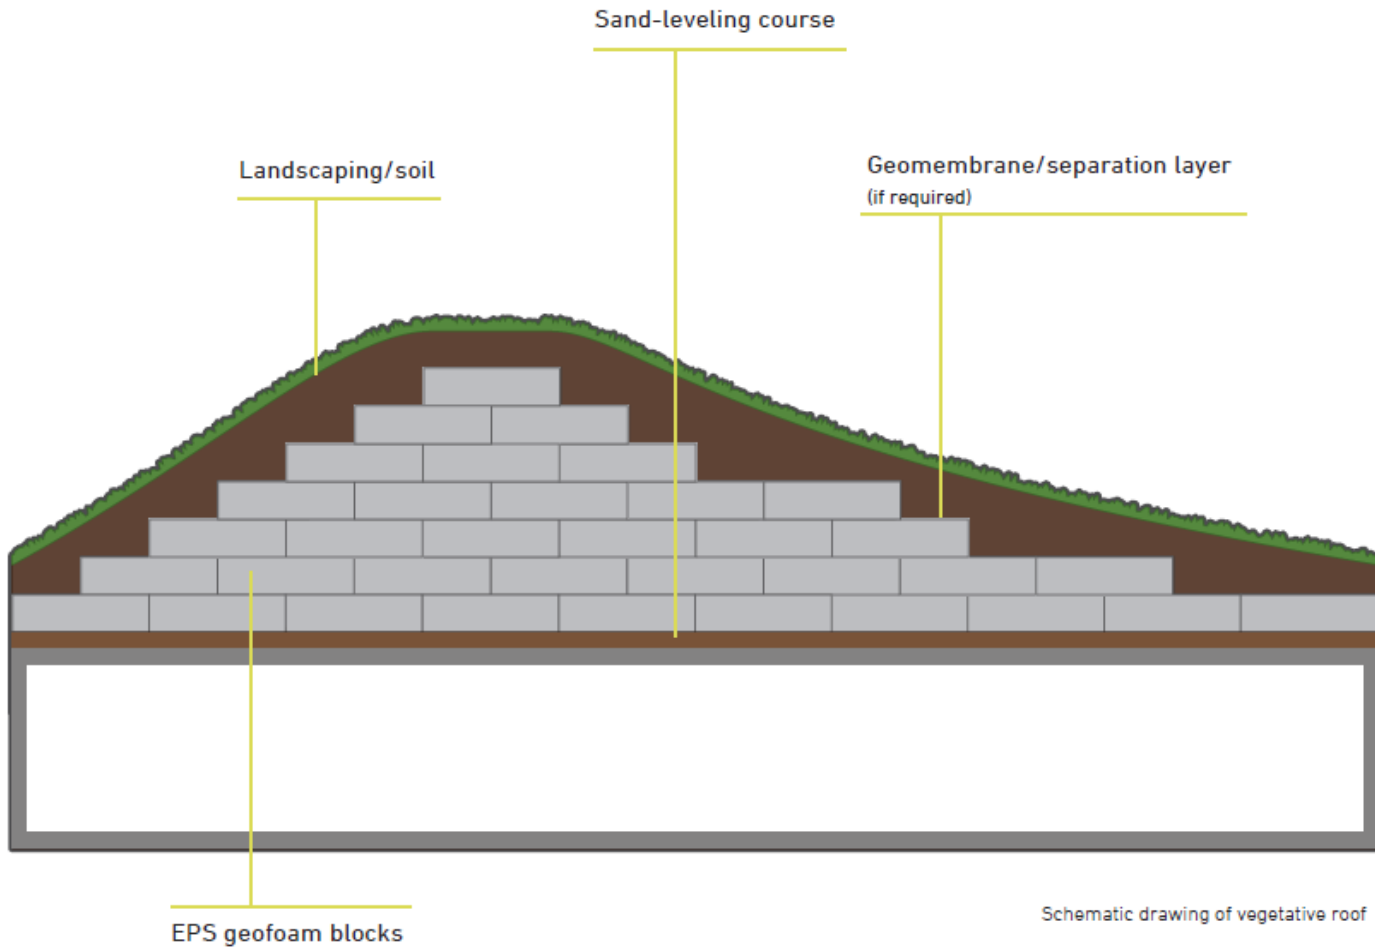 Sand-leveling course
Landscaping/soil
Geomembrane/separation layer
(if required)
Schematic drawing of vegetative roof
EPS geofoam blocks